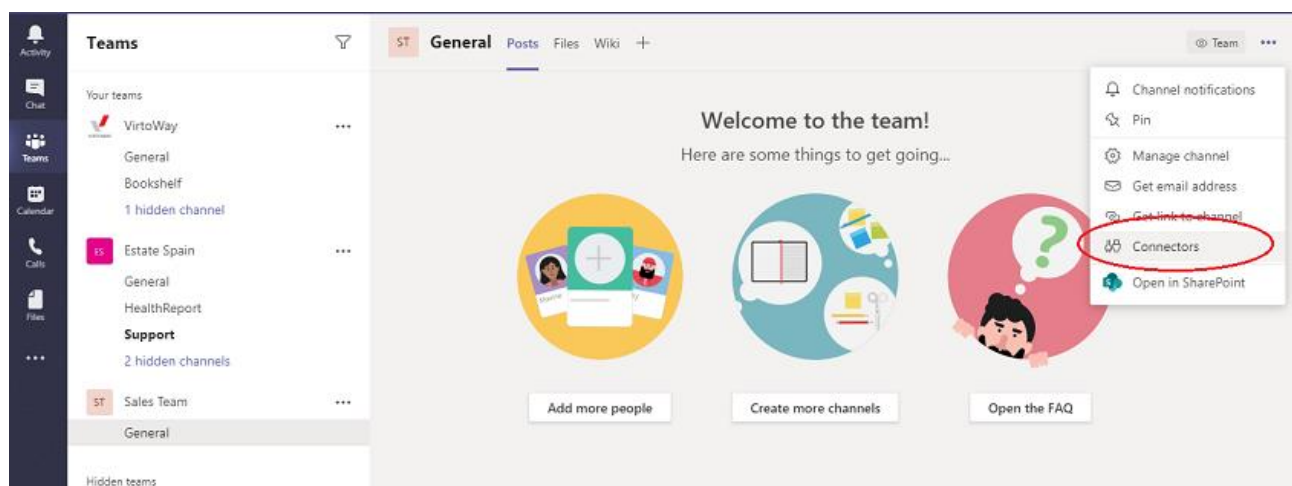 Activity
Chat
Teams
Calendar
Calls
Files
Teams
Your teams
VirtoWay
General
Bookshelf
1 hidden channel
ES
Estate Spain
General
HealthReport
Support
2 hidden channels
ST
Sales Team
General
Hidden teams
ST General Posts Files Wiki +
Team
Welcome to the team!
Here are some things to get going...
Add more people
Create more channels
Open the FAQ
Channel notifications
Pin
Manage channel
Get email address
Get link to channel
Connectors
Open in SharePoint